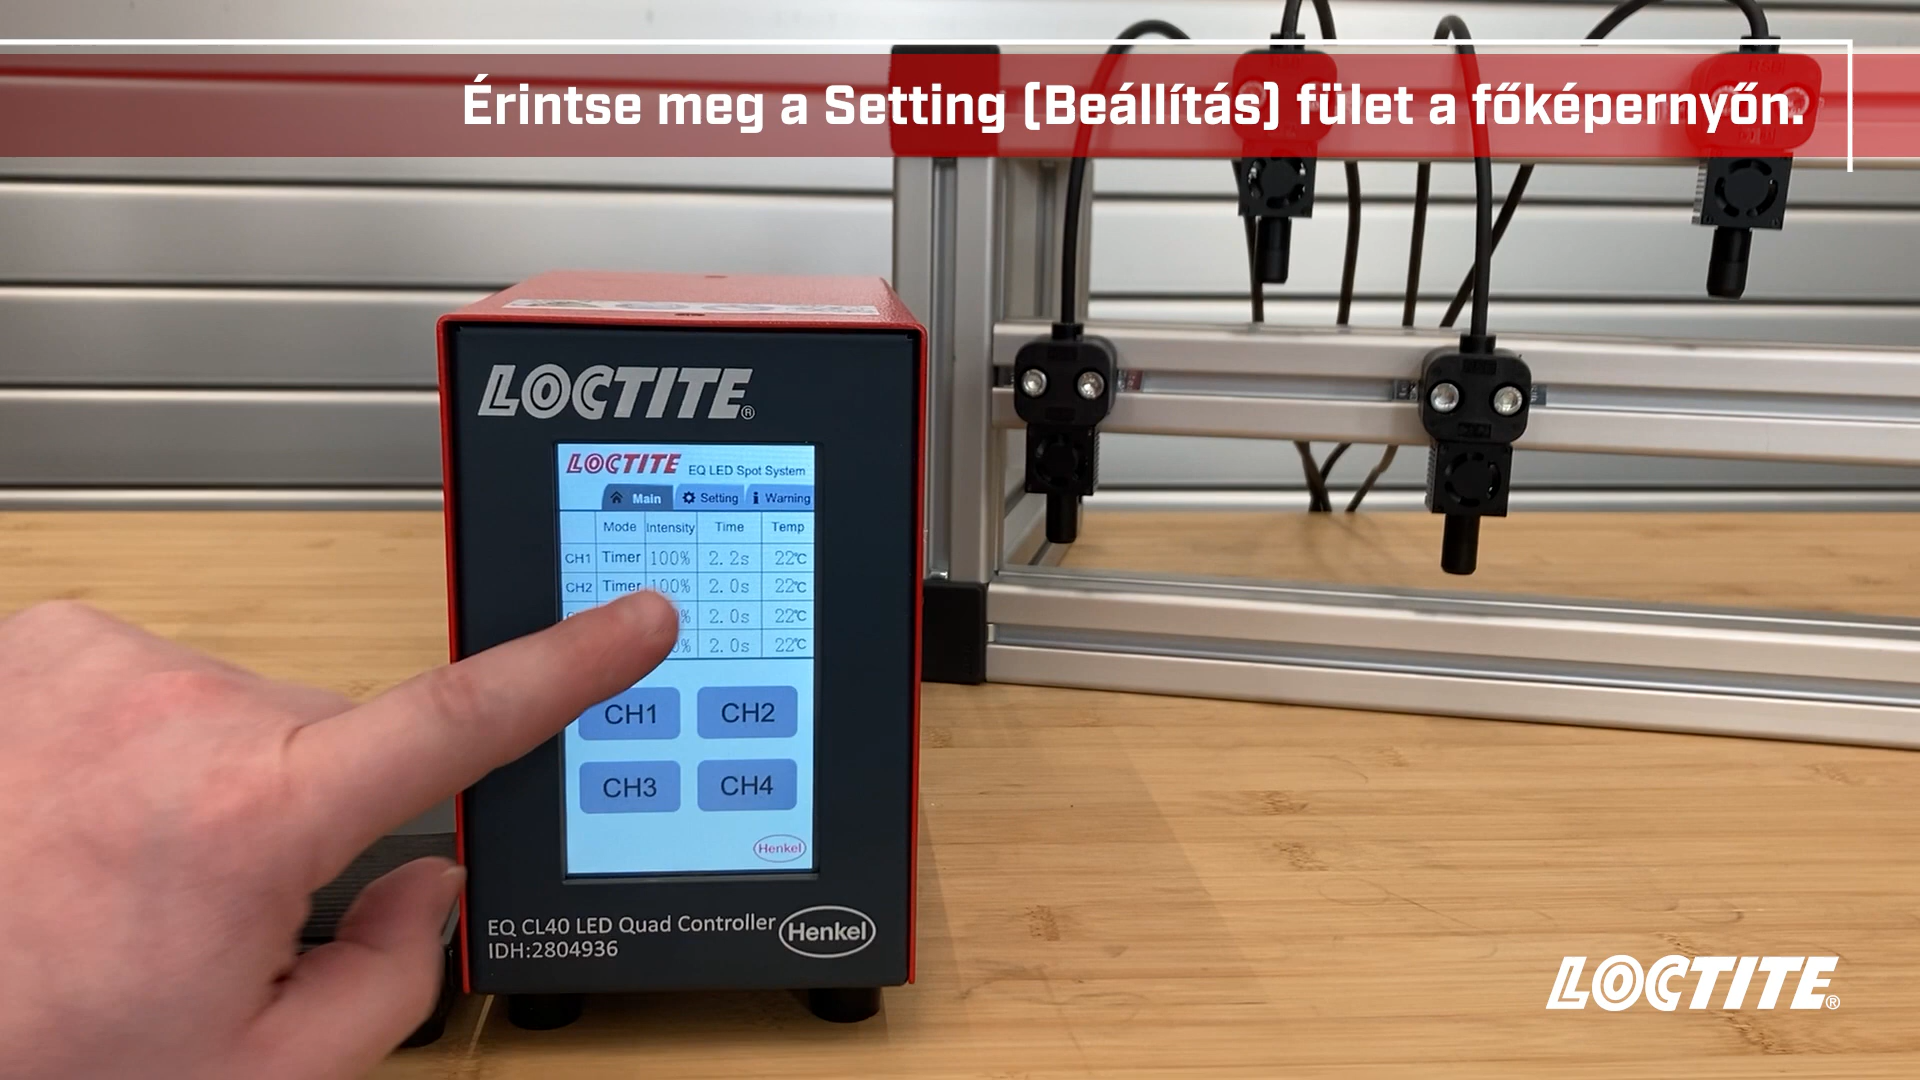 Érintse meg a Setting (Beállítás) fület a főképernyőn.
LOCTITE®
LOCTITE EQ LED Spot System
Main Setting Warning
Mode Intensity Time Temp
CH1 Timer 100% 2.2s 22℃
CH2 Timer 100% 2.0s 22℃
2.0s 22℃
2.0s 22℃
CH1 CH2
CH3 CH4
Henkel
EQ CL40 LED Quad Controller
IDH:2804936
Henkel
LOCTITE®